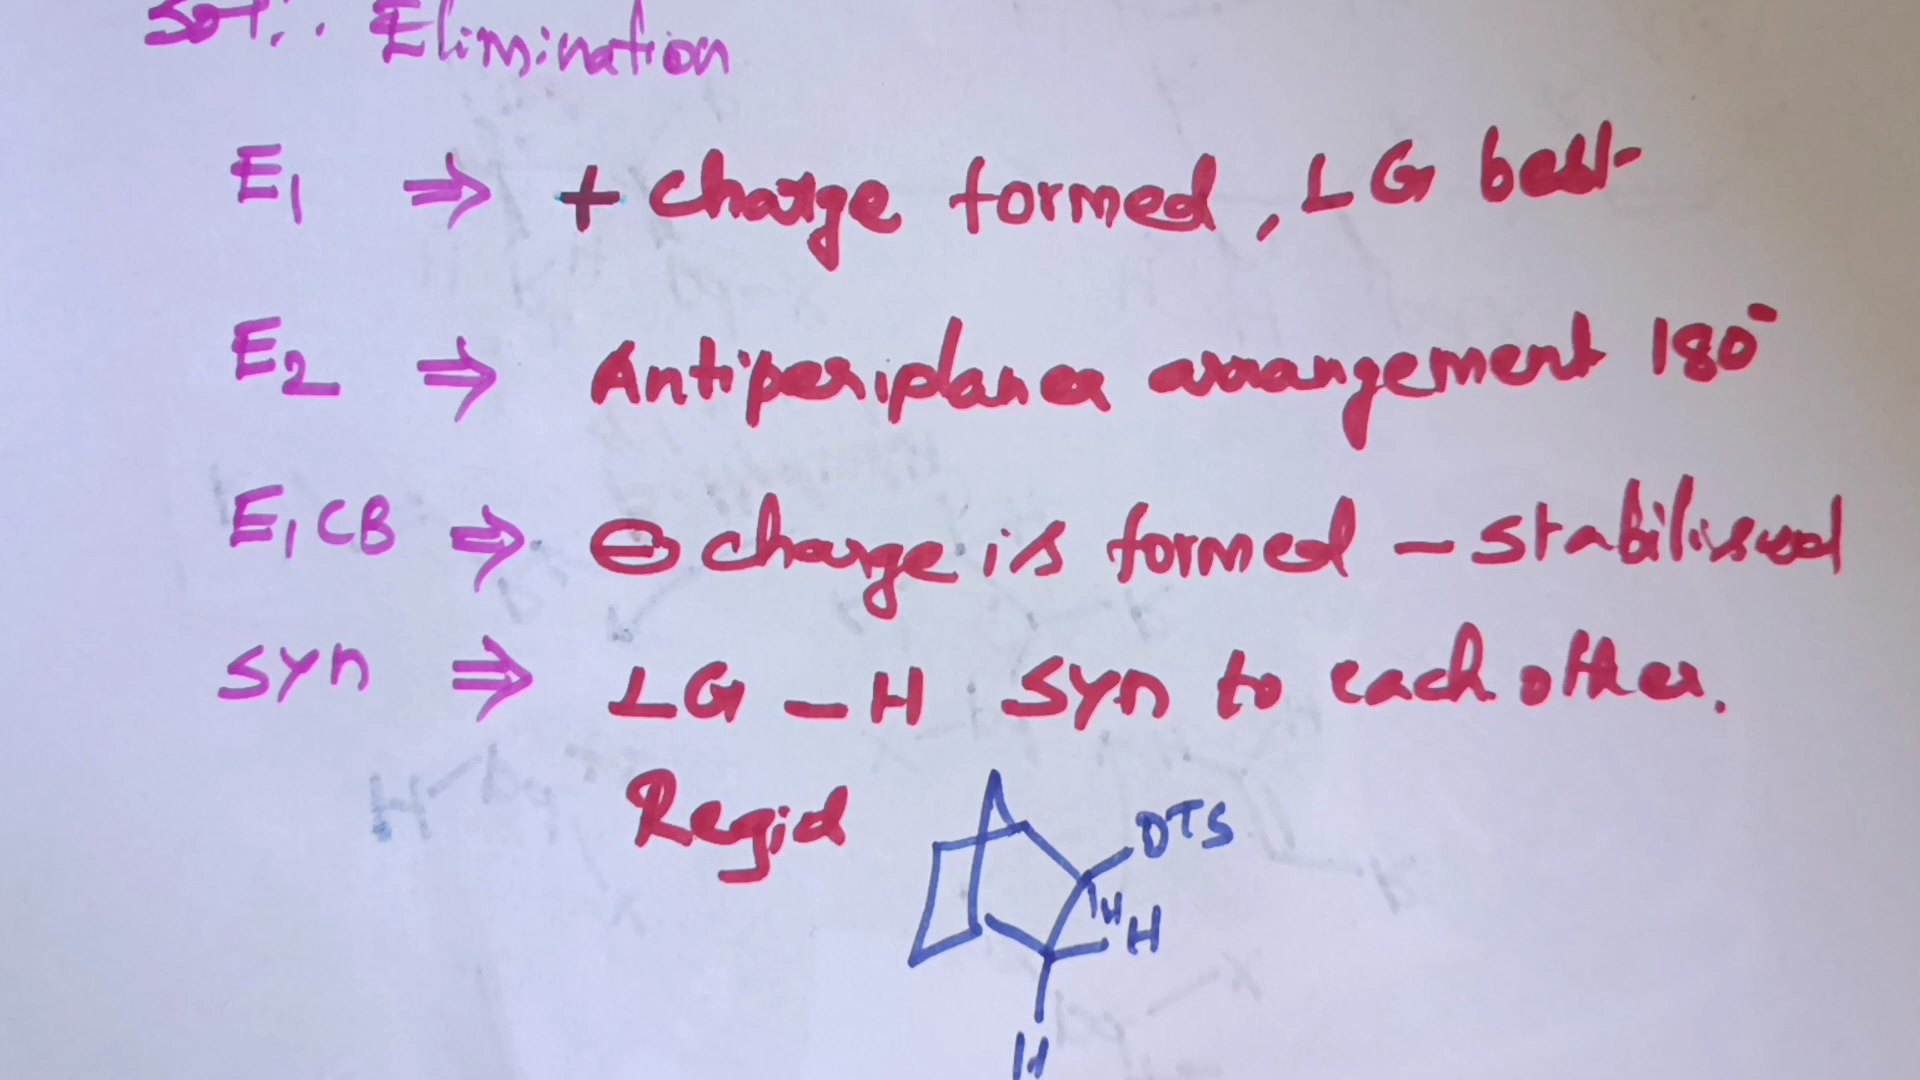 Elimination
E1 ⇒ + charge formed, LG best
E2 ⇒ Antiperiplanar arrangement 180°
E1CB ⇒ ⊖ charge is formed - stabilised
Syn ⇒ LG - H syn to each other.
Regid
OTS
H
H
H